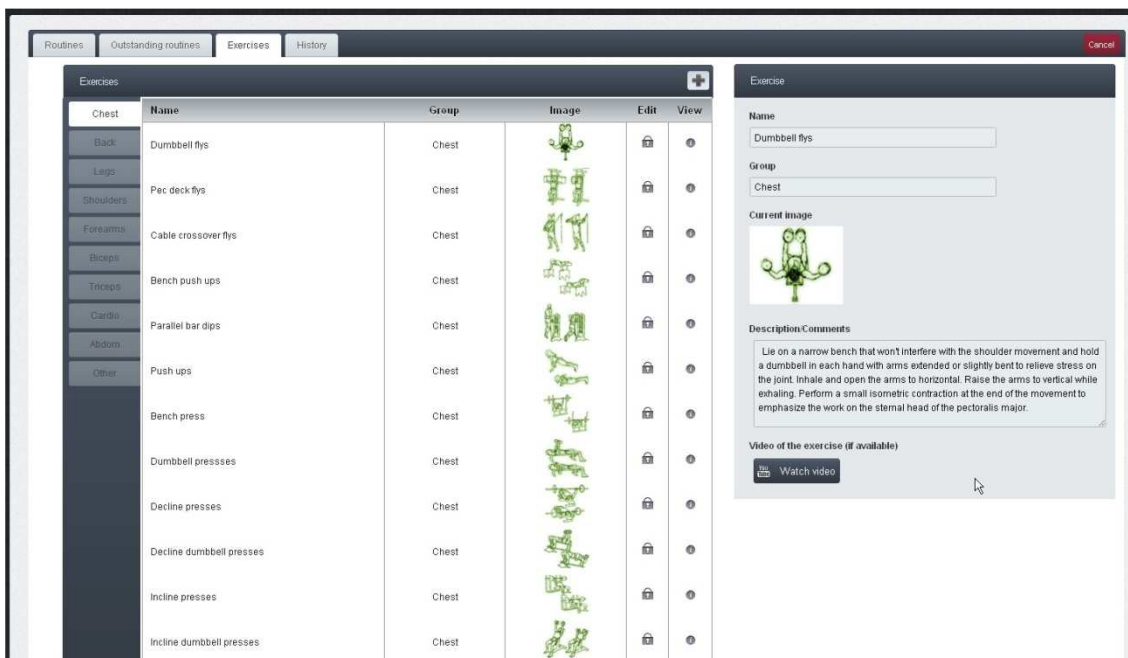 Routines
Outstanding routines
Exercises
History
Cancel
Exercises
Chest
Back
Legs
Shoulders
Forearms
Biceps
Triceps
Cardio
Abdom
Other
Name Group Image Edit View
Dumbbell flys Chest
Pec deck flys Chest
Cable crossover flys Chest
Bench push ups Chest
Parallel bar dips Chest
Push ups Chest
Bench press Chest
Dumbbell pressses Chest
Decline presses Chest
Decline dumbbell presses Chest
Incline presses Chest
Incline dumbbell presses Chest
Exercise
Name
Dumbbell flys
Group
Chest
Current image
Description/Comments
Lie on a narrow bench that won't interfere with the shoulder movement and hold
a dumbbell in each hand with arms extended or slightly bent to relieve stress on
the joint. Inhale and open the arms to horizontal. Raise the arms to vertical while
exhaling. Perform a small isometric contraction at the end of the movement to
emphasize the work on the sternal head of the pectoralis major.
Video of the exercise (if available)
You Tube Watch video